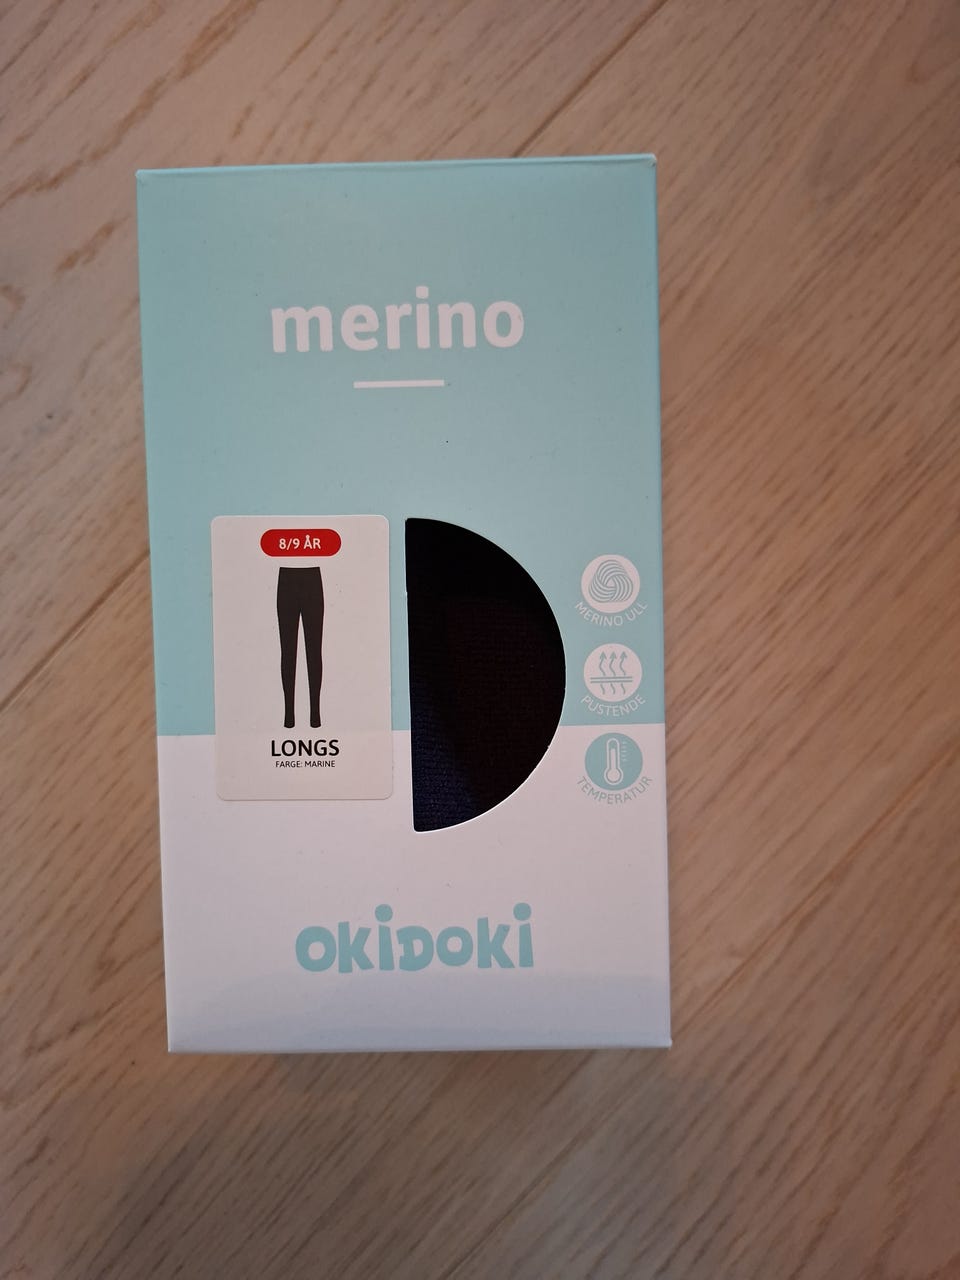 merino
8/9 ÅR
LONGS
FARGE: MARINE
MERINO ULL
PUSTENDE
TEMPERATUR
OKIDOKI